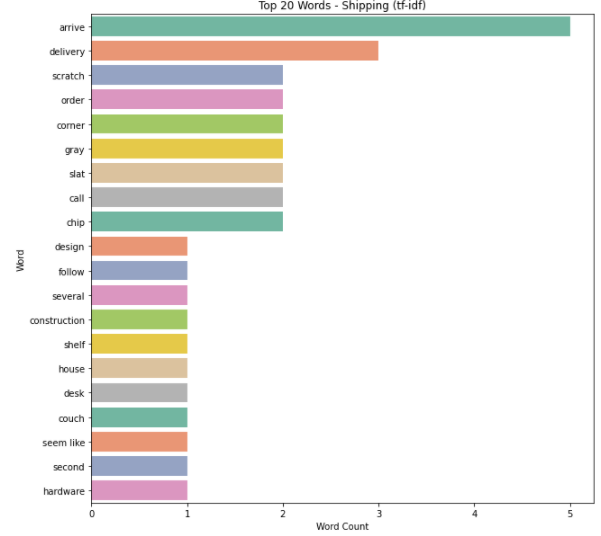 Top 20 Words - Shipping (tf-idf)
arrive
delivery
scratch
order
corner
gray
slat
call
chip
design
follow
several
construction
shelf
house
desk
couch
seem like
second
hardware
Word
0 1 2 3 4 5
Word Count